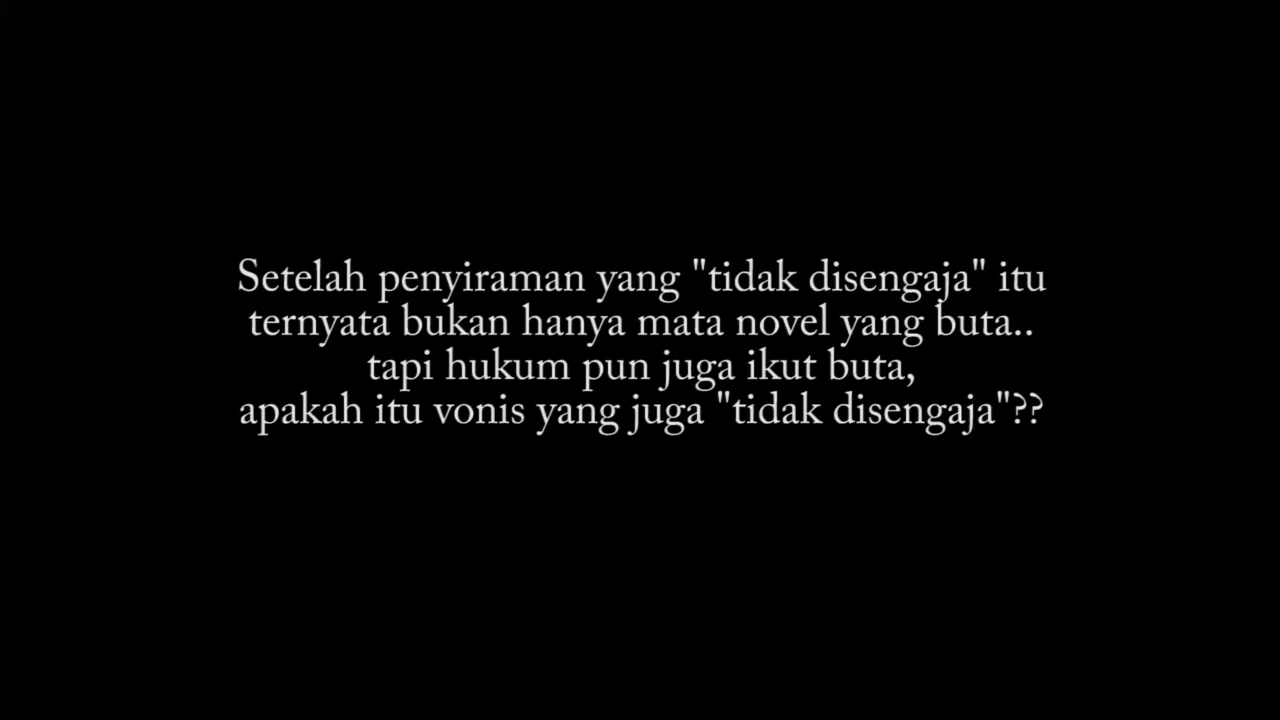 Setelah penyiraman yang "tidak disengaja" itu
ternyata bukan hanya mata novel yang buta..
tapi hukum pun juga ikut buta,
apakah itu vonis yang juga "tidak disengaja"??